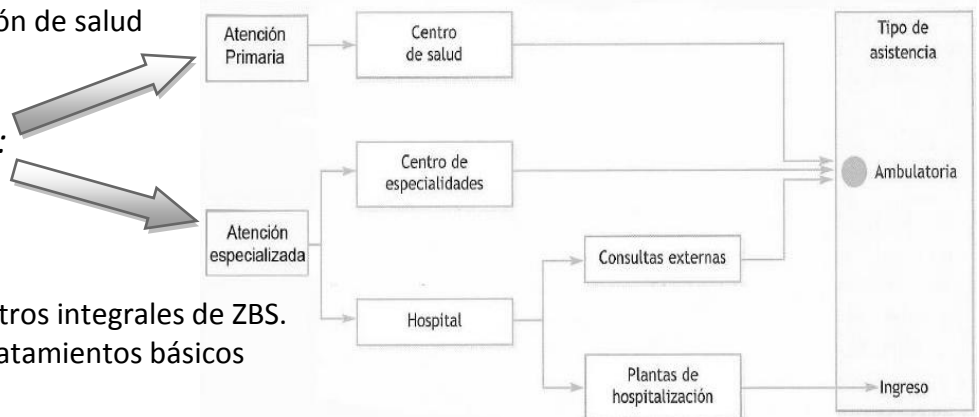 ón de salud
:
tros integrales de ZBS.
atamientos básicos
Atención
Primaria
Centro
de salud
Tipo de
asistencia
Centro de
especialidades
Ambulatoria
Atención
especializada
Consultas externas
Hospital
Plantas de
hospitalización
Ingreso